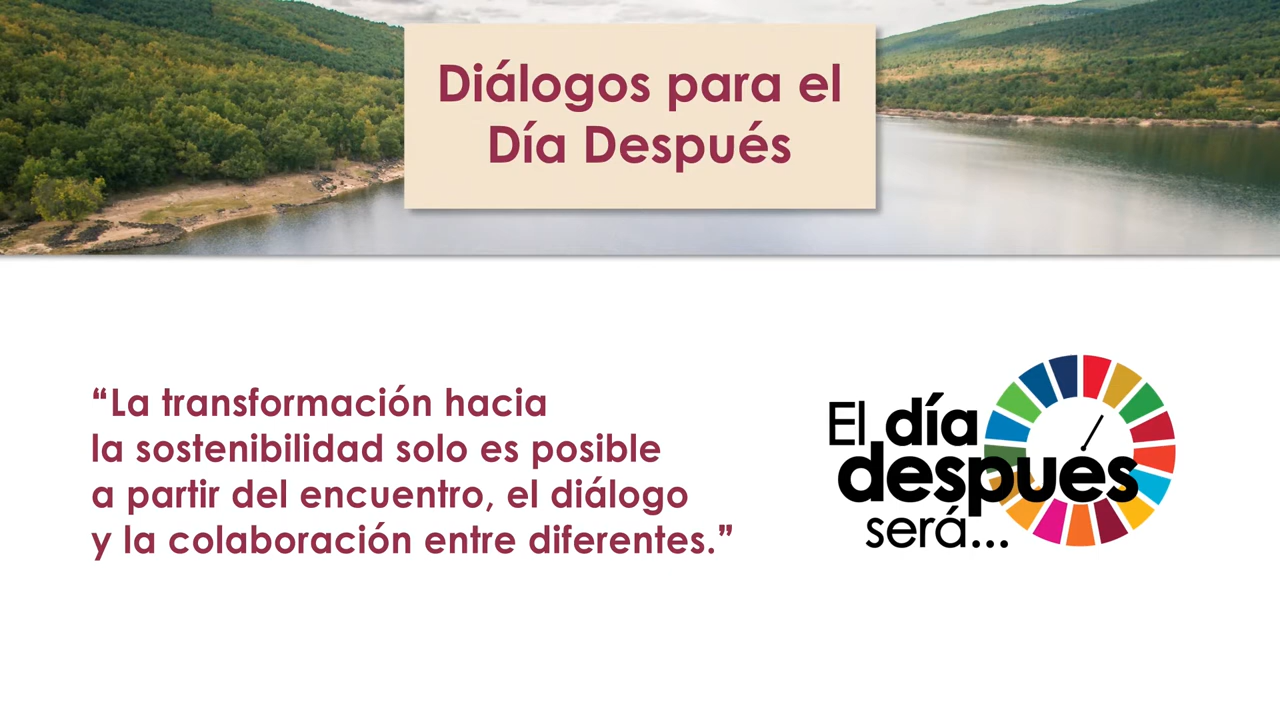 Diálogos para el
Día Después
“La transformación hacia
la sostenibilidad solo es posible
a partir del encuentro, el diálogo
y la colaboración entre diferentes.”
El día
después
será...